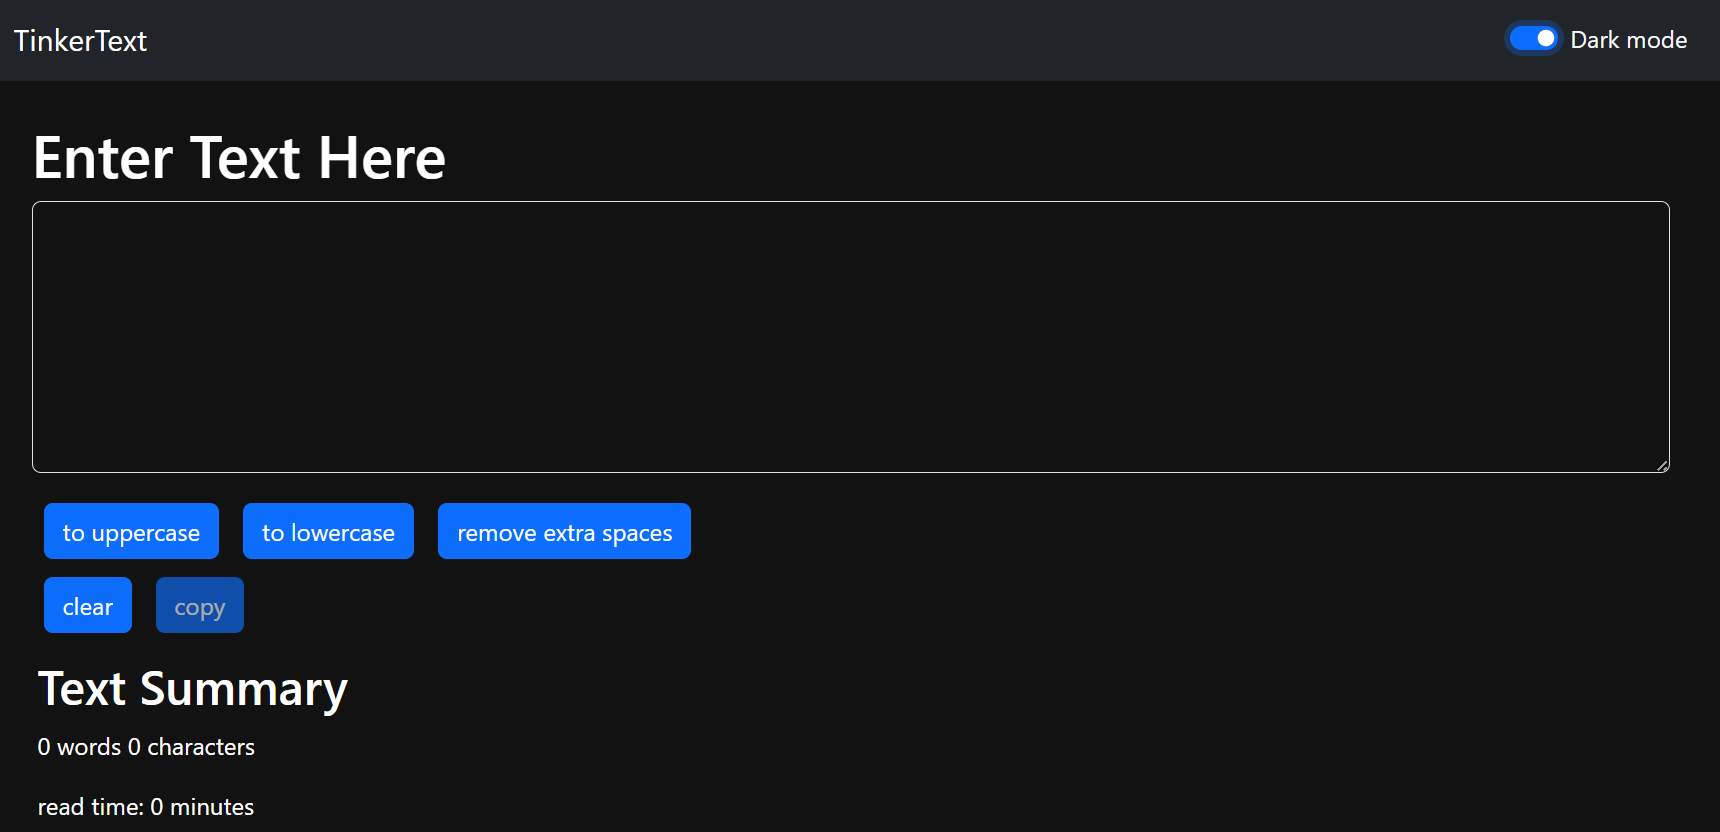 TinkerText
Dark mode
Enter Text Here
to uppercase
to lowercase
remove extra spaces
clear
copy
Text Summary
0 words 0 characters
read time: 0 minutes